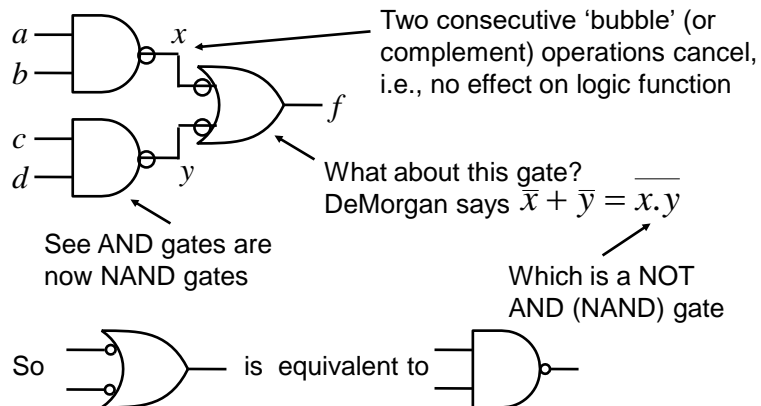 a
b
x
Two consecutive ‘bubble’ (or
complement) operations cancel,
i.e., no effect on logic function
f
c
d
y
What about this gate?
DeMorgan says x̅ + y̅ = x̅.̅y̅
See AND gates are
now NAND gates
Which is a NOT
AND (NAND) gate
So is equivalent to